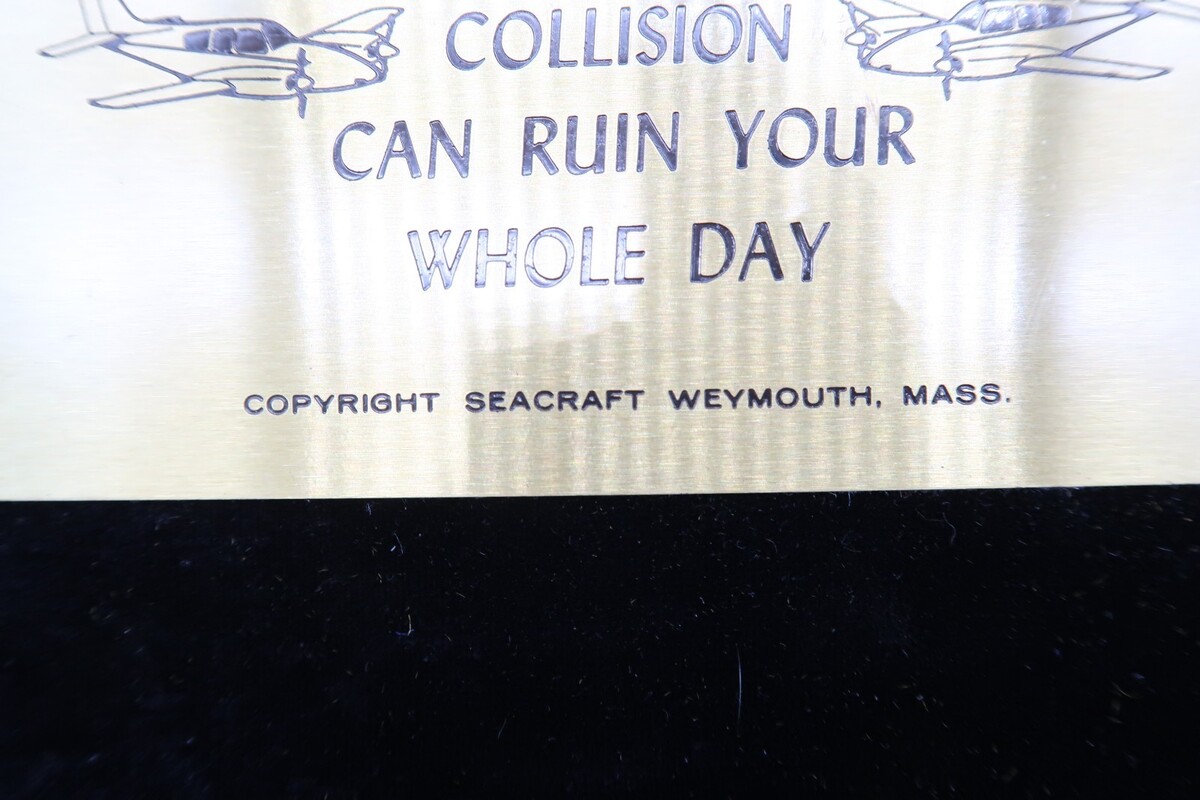 COLLISION
CAN RUIN YOUR
WHOLE DAY
COPYRIGHT SEACRAFT WEYMOUTH, MASS.